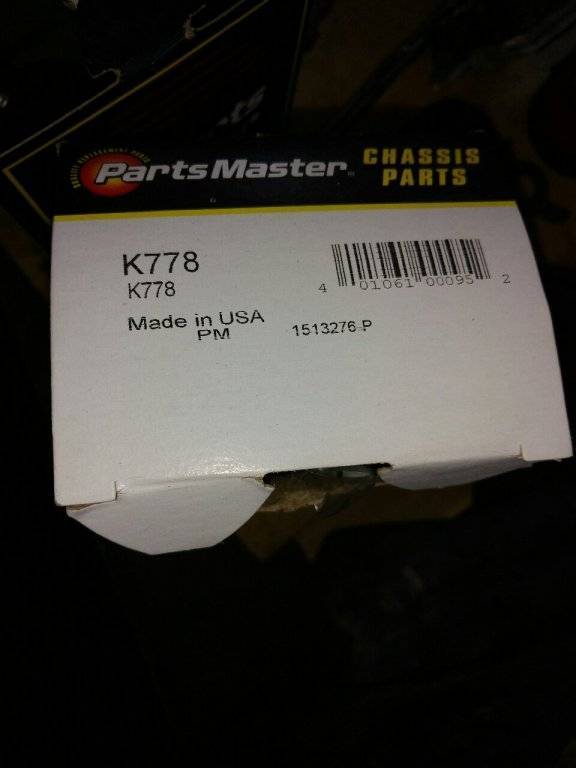 PartsMaster
CHASSIS
PARTS
K778
K778
Made in USA
PM
1513276-P
4 01061 00095 2